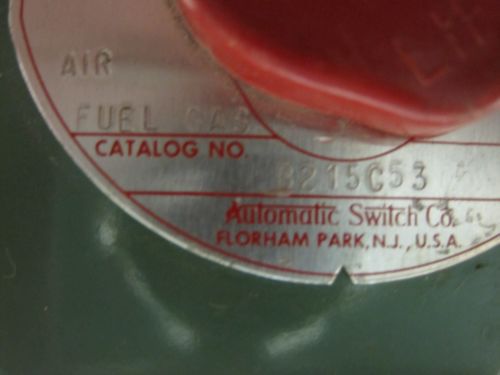 AIR
FUEL GAS
CATALOG NO.
8215C53
Automatic Switch Co.
FLORHAM PARK, N.J., U.S.A.